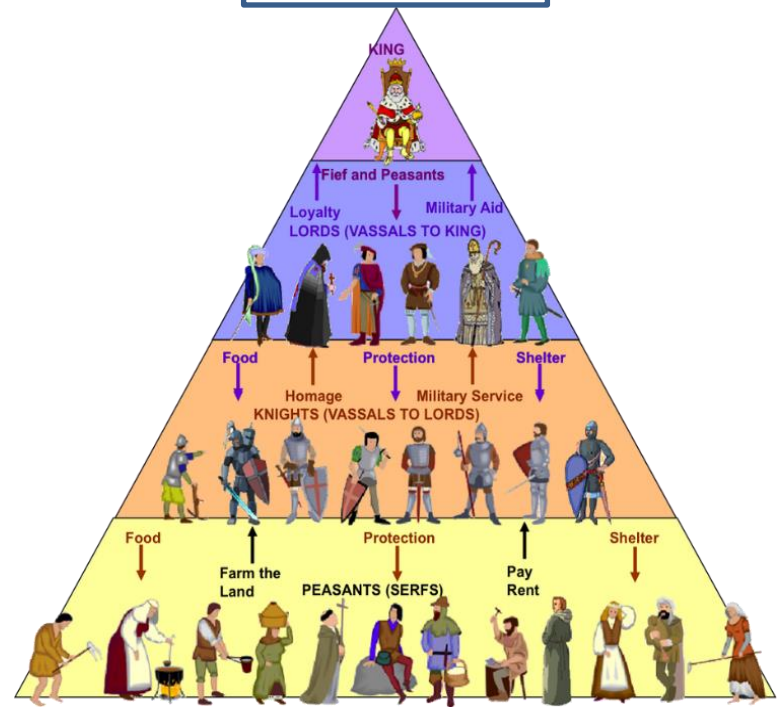 KING
Fief and Peasants
Loyalty
Military Aid
LORDS (VASSALS TO KING)
Food
Protection
Shelter
Homage
Military Service
KNIGHTS (VASSALS TO LORDS)
Food
Protection
Shelter
Farm the
Land
PEASANTS (SERFS)
Pay
Rent